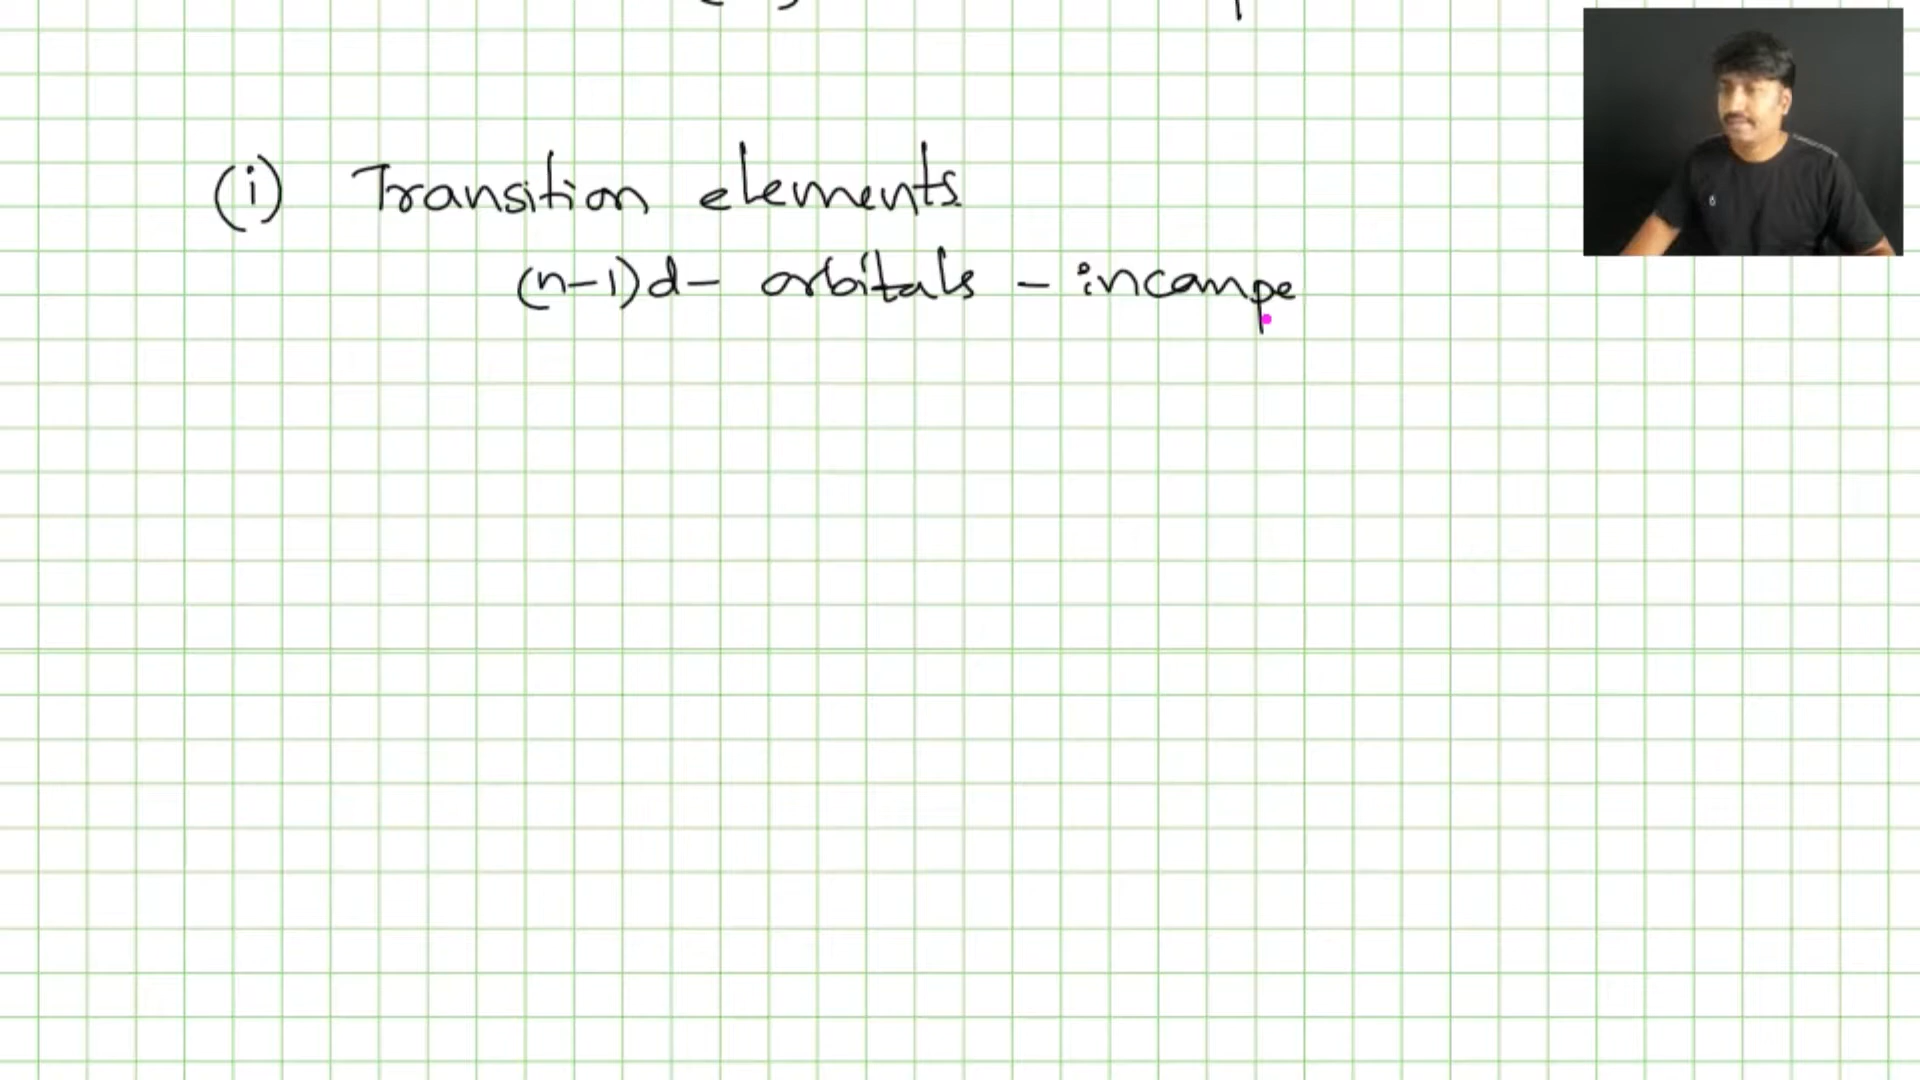 (i) Transition elements
(n-1)d- orbitals - incompe